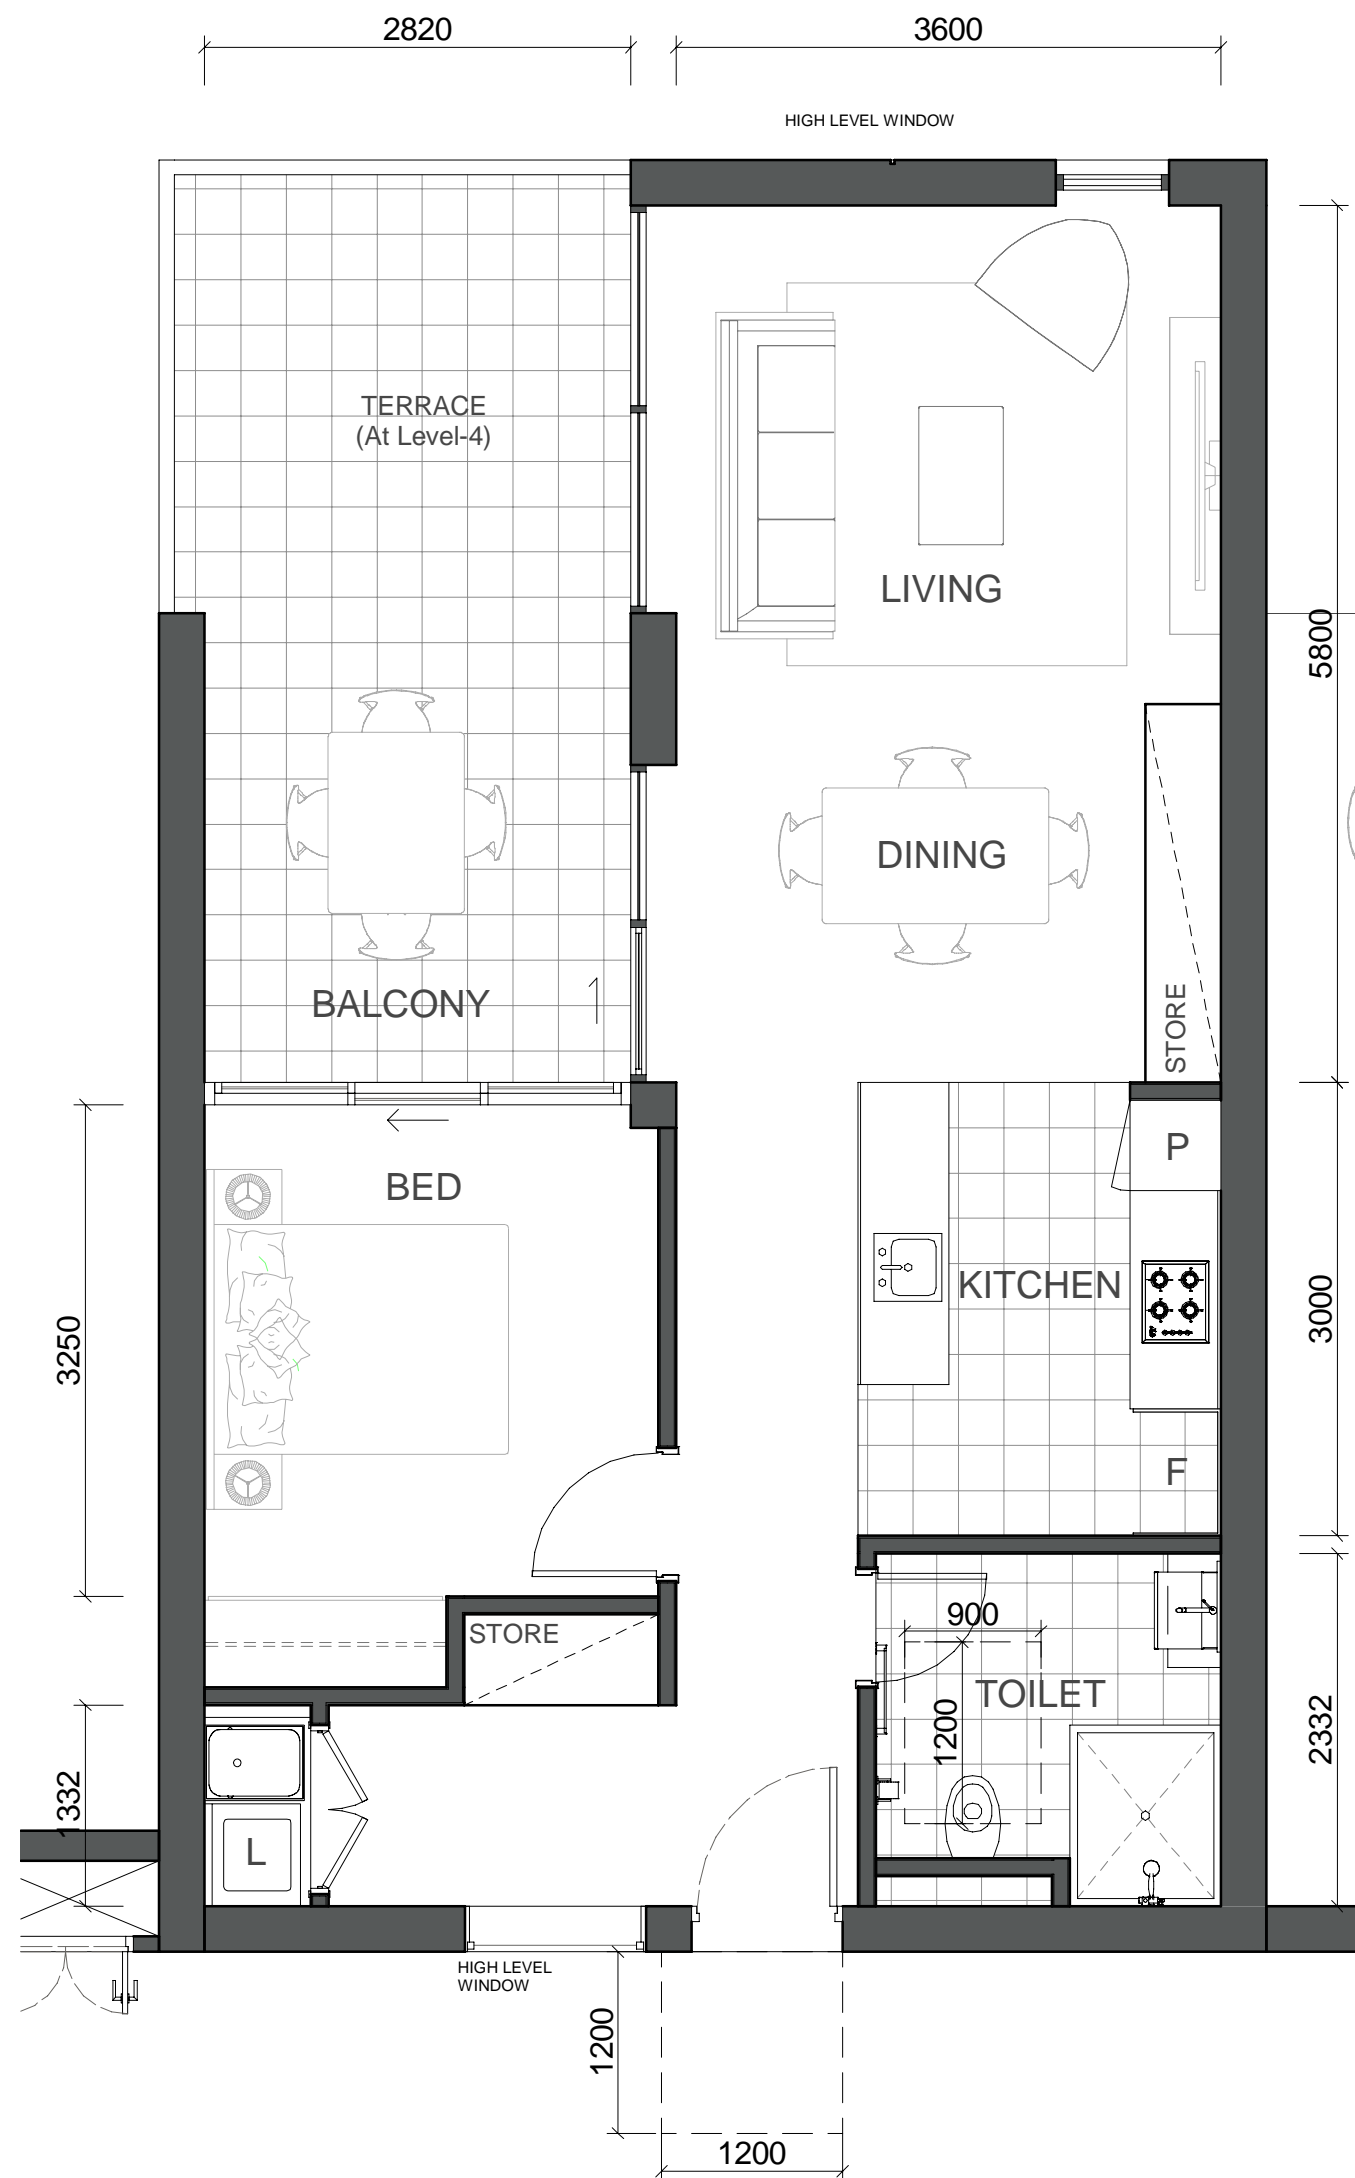 2820
3600
HIGH LEVEL WINDOW
TERRACE
(At Level-4)
LIVING
5800
DINING
BALCONY
STORE
P
BED
KITCHEN
3000
3250
F
900
STORE
TOILET
1200
2332
1332
L
HIGH LEVEL
WINDOW
1200
1200